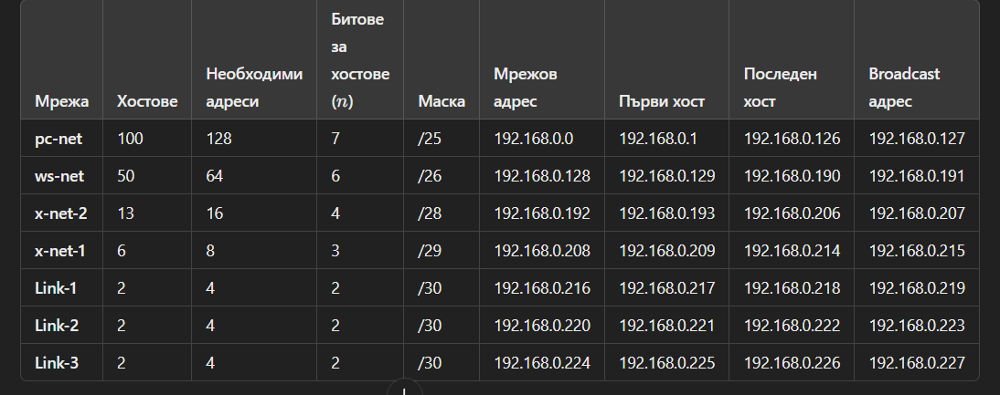 Мрежа Хостове Необходими адреси Битове за хостове (n) Маска Мрежов адрес Първи хост Последен хост Broadcast адрес
pc-net 100 128 7 /25 192.168.0.0 192.168.0.1 192.168.0.126 192.168.0.127
ws-net 50 64 6 /26 192.168.0.128 192.168.0.129 192.168.0.190 192.168.0.191
x-net-2 13 16 4 /28 192.168.0.192 192.168.0.193 192.168.0.206 192.168.0.207
x-net-1 6 8 3 /29 192.168.0.208 192.168.0.209 192.168.0.214 192.168.0.215
Link-1 2 4 2 /30 192.168.0.216 192.168.0.217 192.168.0.218 192.168.0.219
Link-2 2 4 2 /30 192.168.0.220 192.168.0.221 192.168.0.222 192.168.0.223
Link-3 2 4 2 /30 192.168.0.224 192.168.0.225 192.168.0.226 192.168.0.227